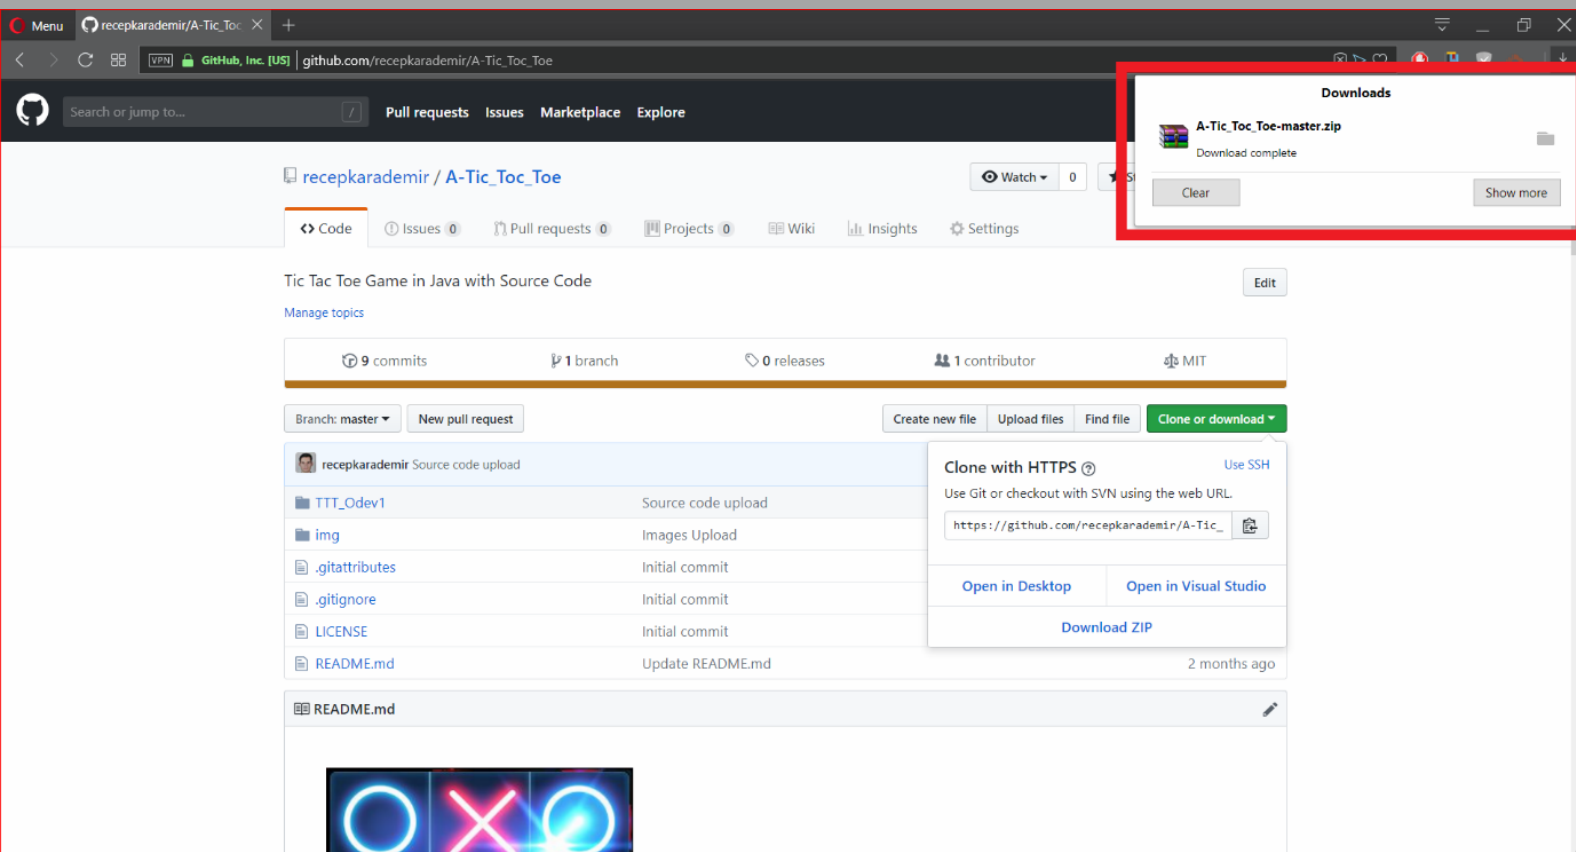 Menu
recepkarademir/A-Tic_Toc
VPN
GitHub, Inc. [US]
github.com/recepkarademir/A-Tic_Toc_Toe
Search or jump to...
/
Pull requests
Issues
Marketplace
Explore
Downloads
A-Tic_Toc_Toe-master.zip
Download complete
Clear
Show more
recepkarademir / A-Tic_Toc_Toe
Watch
0
St
Code
Issues 0
Pull requests 0
Projects 0
Wiki
Insights
Settings
Tic Tac Toe Game in Java with Source Code
Edit
Manage topics
9 commits
1 branch
0 releases
1 contributor
MIT
Branch: master
New pull request
Create new file
Upload files
Find file
Clone or download
recepkarademir Source code upload
TTT_Odev1
Source code upload
img
Images Upload
.gitattributes
Initial commit
.gitignore
Initial commit
LICENSE
Initial commit
README.md
Update README.md
2 months ago
Clone with HTTPS
Use SSH
Use Git or checkout with SVN using the web URL.
https://github.com/recepkarademir/A-Tic_
Open in Desktop
Open in Visual Studio
Download ZIP
README.md